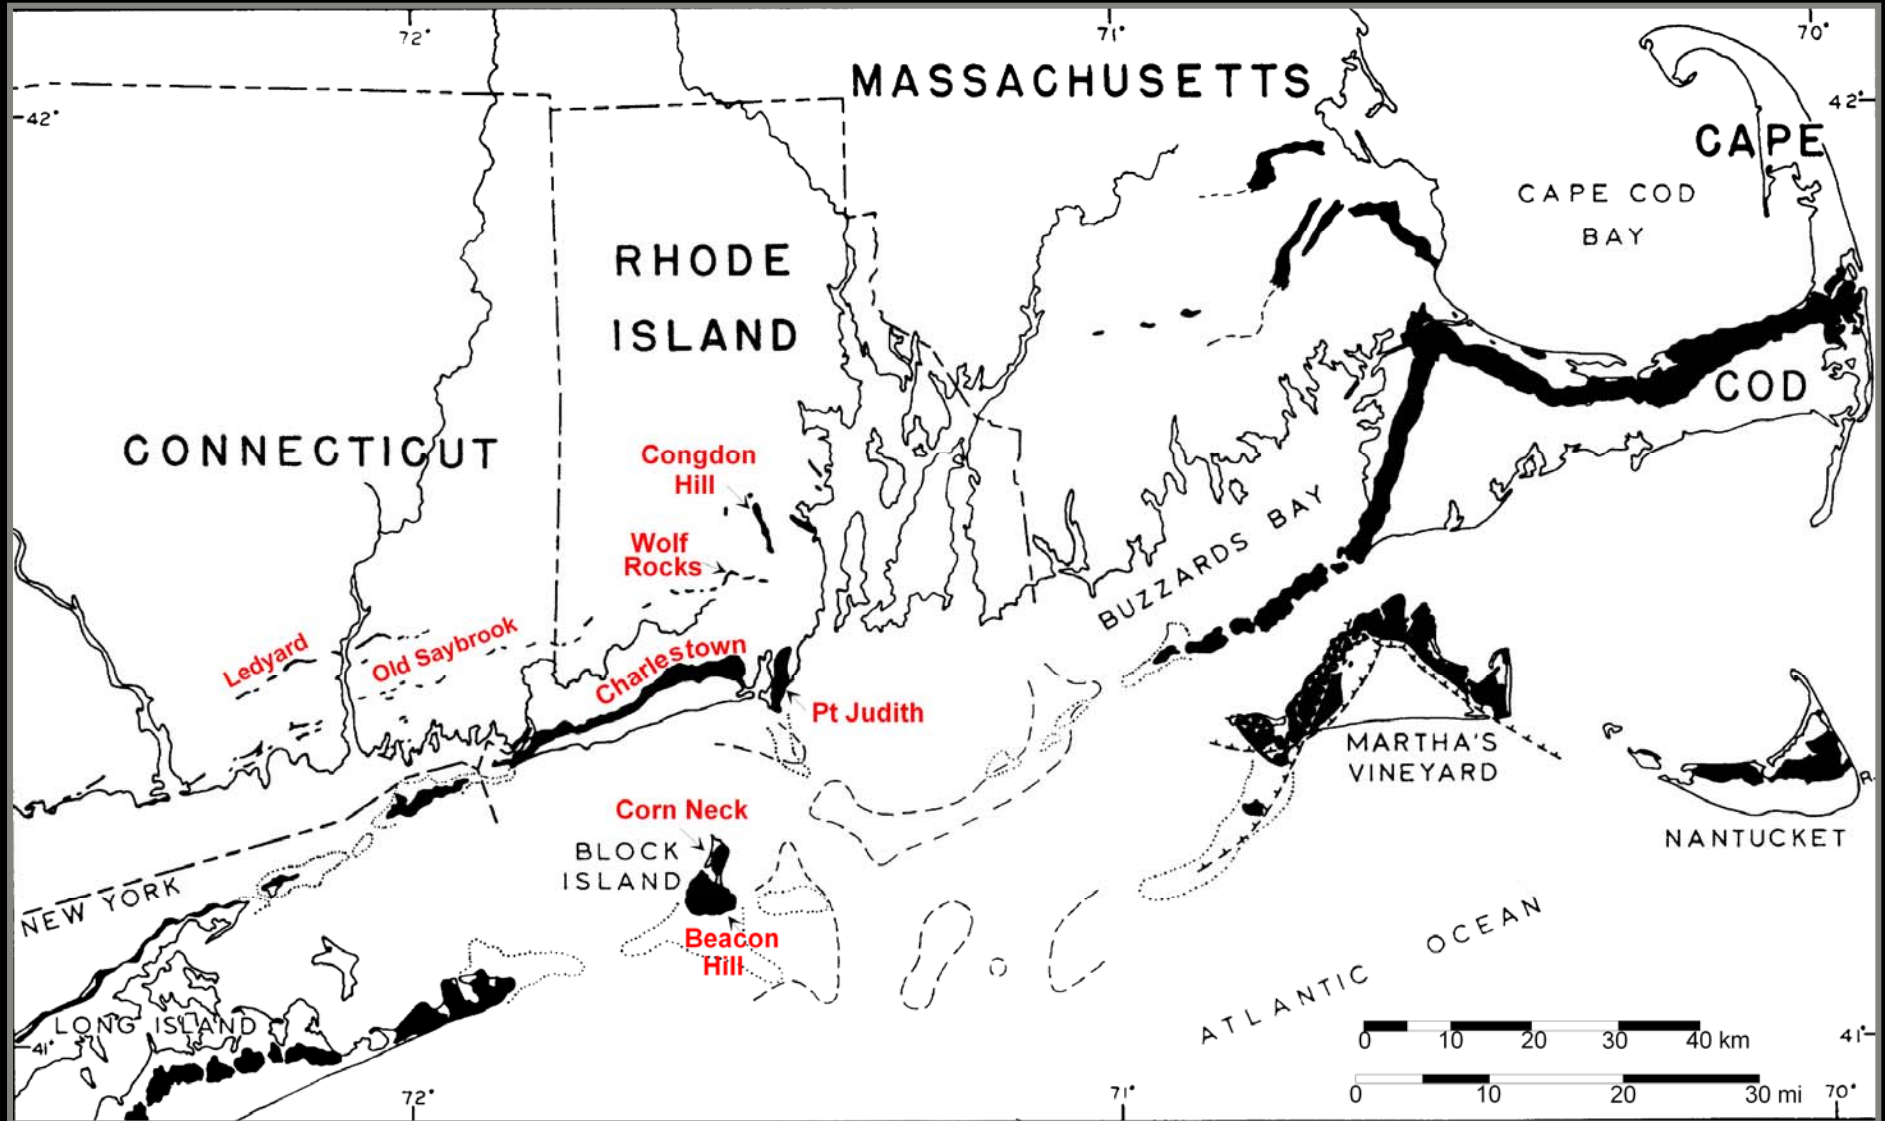 72°
71°
70°
MASSACHUSETTS
42°
42°
CAPE
CAPE COD
BAY
RHODE
ISLAND
COD
CONNECTICUT
Congdon
Hill
Wolf
Rocks
BUZZARDS BAY
Ledyard
Old Saybrook
Charlestown
Pt Judith
MARTHA'S
VINEYARD
NANTUCKET
Corn Neck
BLOCK
ISLAND
NEW YORK
Beacon
Hill
ATLANTIC OCEAN
LONG ISLAND
41°
41°
0 10 20 30 40 km
0 10 20 30 mi
72°
71°
70°